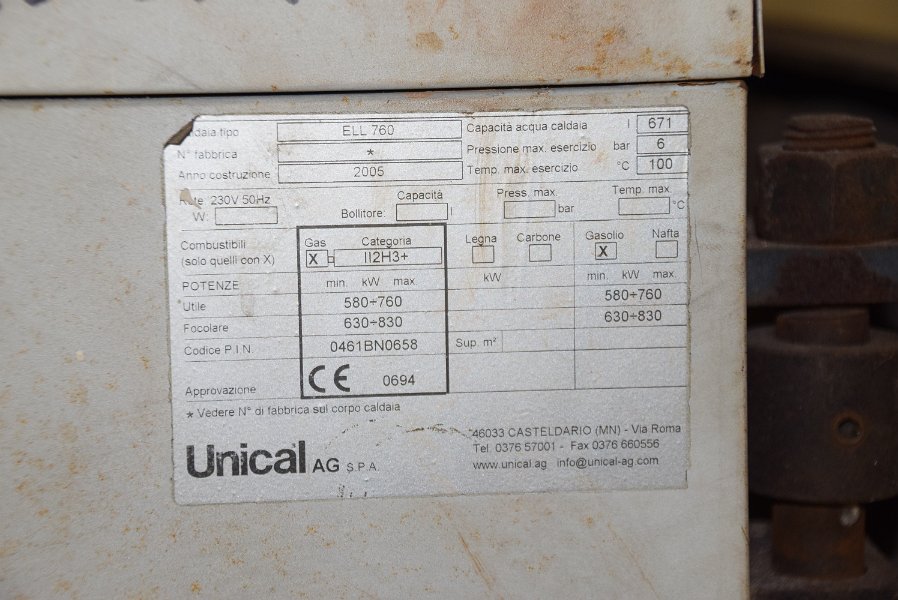 daia tipo ELL 760 Capacità acqua caldaia l 671
N° fabbrica * Pressione max. esercizio bar 6
Anno costruzione 2005 Temp. max. esercizio °C 100
230V 50Hz Capacità Press. max. Temp. max.
W: Bollitore: l bar °C
Combustibili Gas Categoria Legna Carbone Gasolio Nafta
(solo quelli con X) X II2H3+ X
POTENZE min. kW max. kW min. kW max.
*Utile 580÷760 580÷760
Focolare 630÷830 630÷830
Codice P.I.N. 0461BN0658 Sup. m²
Approvazione CE 0694
* Vedere N° di fabbrica sul corpo caldaia
Unical AG S.P.A.
46033 CASTELDARIO (MN) - Via Roma
Tel. 0376 57001 - Fax 0376 660556
www.unical.ag info@unical-ag.com